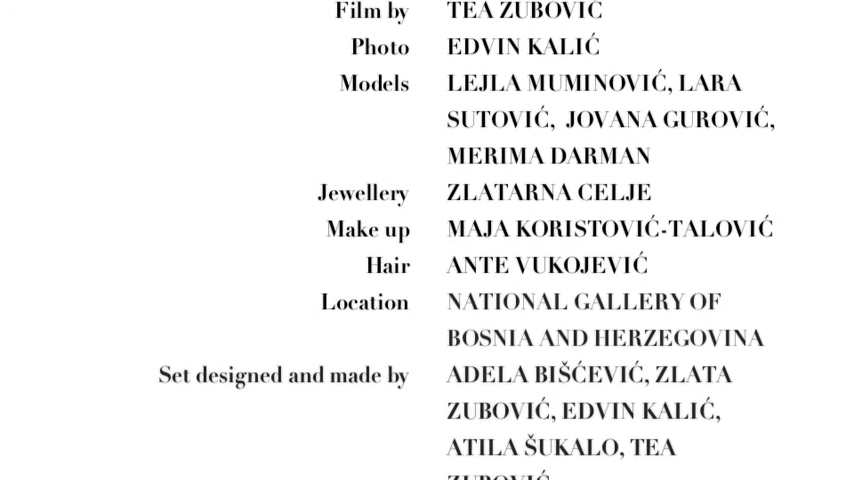 Film by TEA ZUBOVIĆ
Photo EDVIN KALIĆ
Models LEJLA MUMINOVIĆ, LARA
SUTOVIĆ, JOVANA GUROVIĆ,
MERIMA DARMAN
Jewellery ZLATARNA CELJE
Make up MAJA KORISTOVIĆ-TALOVIĆ
Hair ANTE VUKOJEVIĆ
Location NATIONAL GALLERY OF
BOSNIA AND HERZEGOVINA
Set designed and made by ADELA BIŠĆEVIĆ, ZLATA
ZUBOVIĆ, EDVIN KALIĆ,
ATILA ŠUKALO, TEA
ZUBOVIĆ